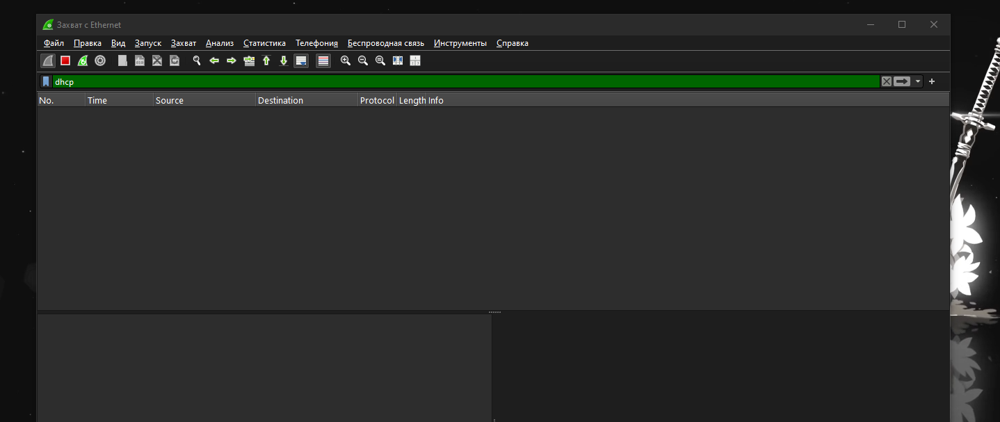 Захват с Ethernet
Файл Правка Вид Запуск Захват Анализ Статистика Телефония Беспроводная связь Инструменты Справка
dhcp
No. Time Source Destination Protocol Length Info